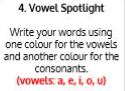 4. Vowel Spotlight
Write your words using
one colour for the vowels
and another colour for the
consonants.
(vowels: a, e, i, o, u)